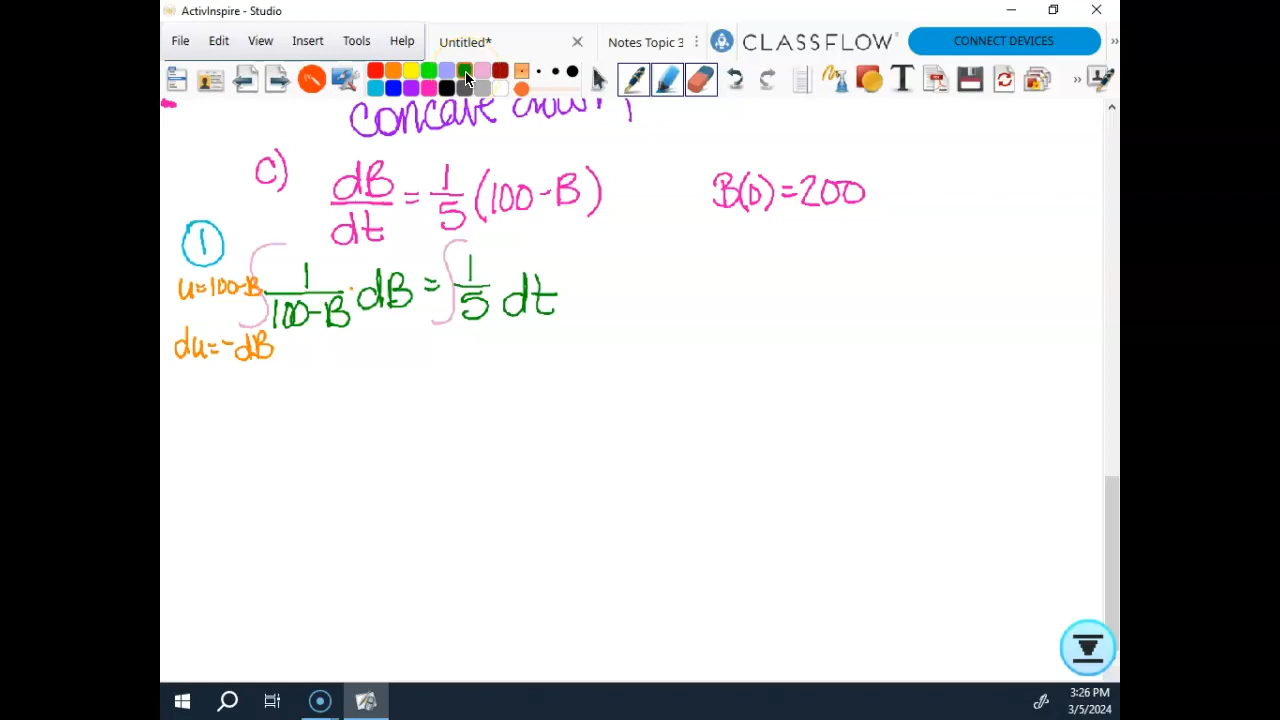 ActivInspire - Studio
File Edit View Insert Tools Help Untitled* Notes Topic 3 CLASSFLOW CONNECT DEVICES
concave
c) dB/dt = 1/5 (100-B) B(0)=200
①
u=100-B ∫ 1/(100-B) · dB = ∫ 1/5 dt
du=-dB
3:26 PM
3/5/2024